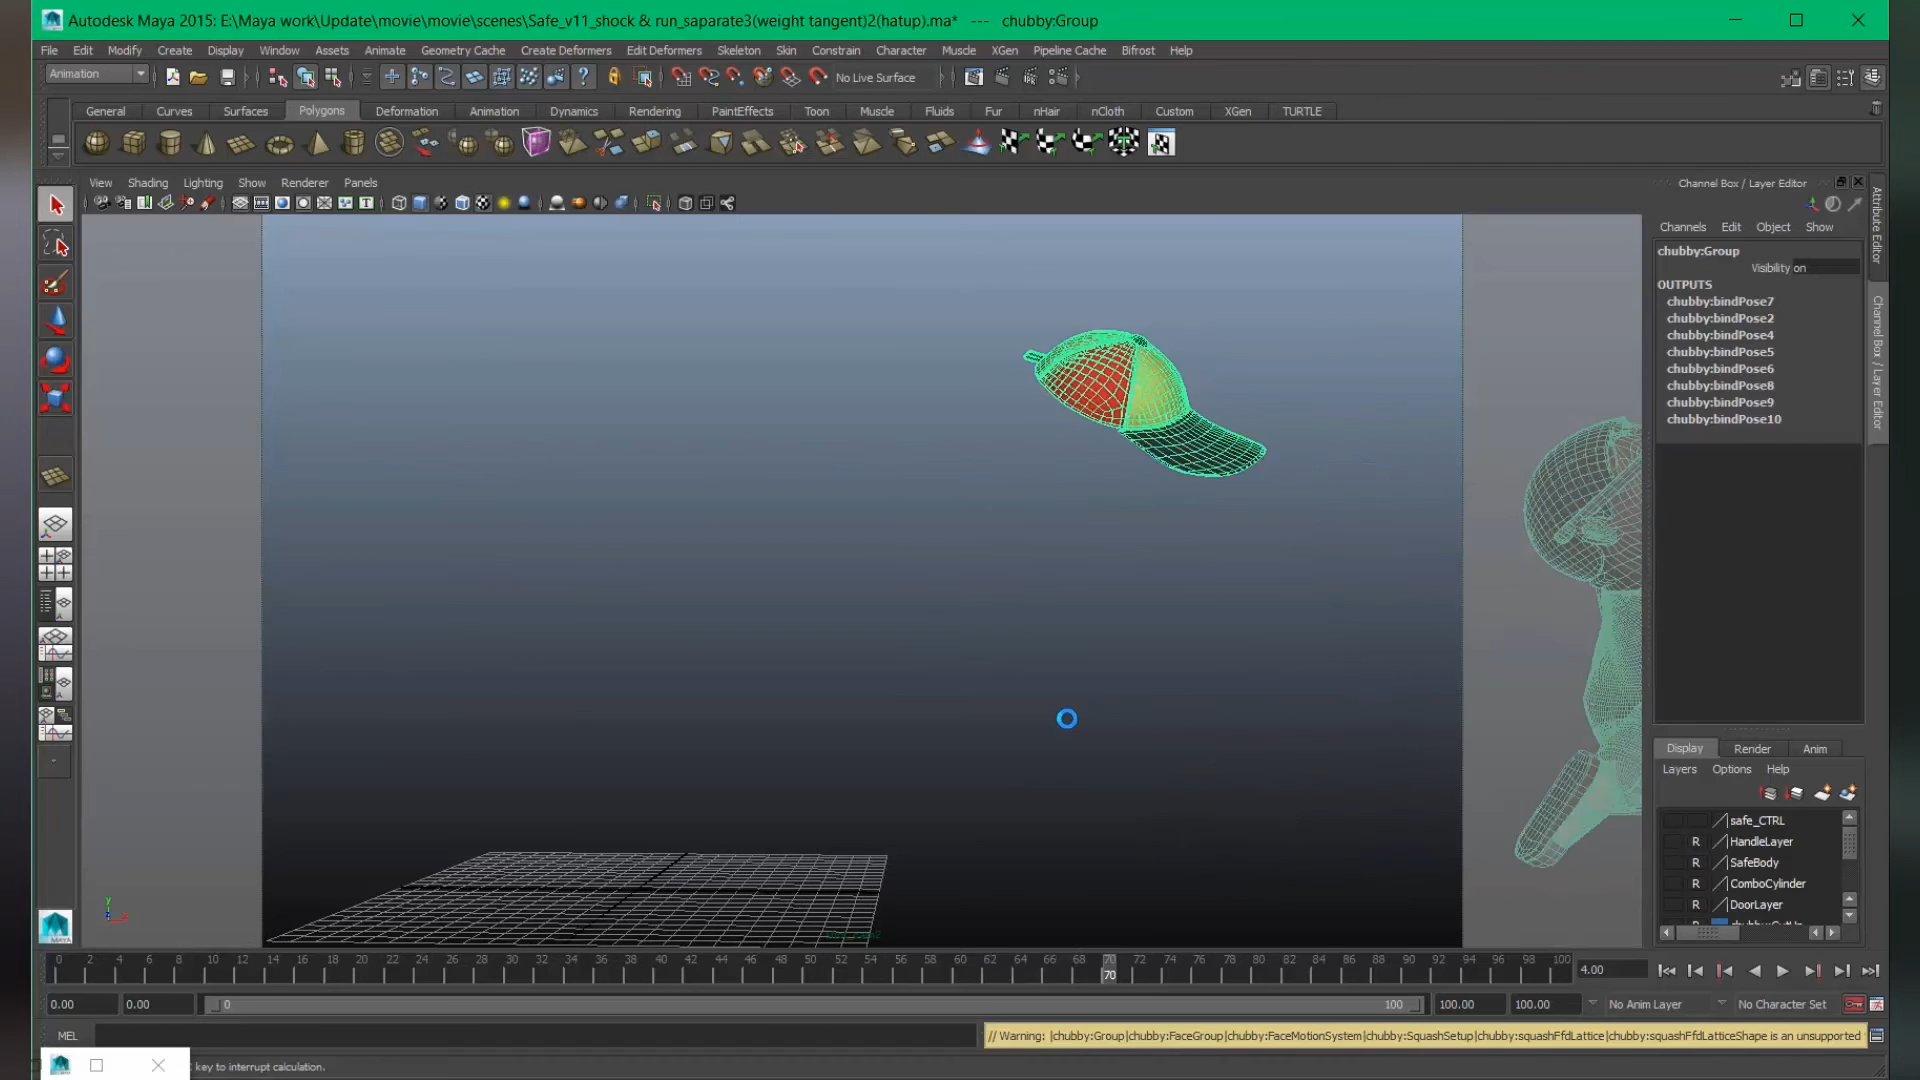 Autodesk Maya 2015: E:\Maya work\Update\movie\movie\scenes\Safe_v11_shock & run_saparate3(weight tangent)2(hatup).ma* --- chubby:Group
File Edit Modify Create Display Window Assets Animate Geometry Cache Create Deformers Edit Deformers Skeleton Skin Constrain Character Muscle XGen Pipeline Cache Bifrost Help
Animation
No Live Surface
General Curves Surfaces Polygons Deformation Animation Dynamics Rendering PaintEffects Toon Muscle Fluids Fur nHair nCloth Custom XGen TURTLE
View Shading Lighting Show Renderer Panels
Channel Box / Layer Editor
Channels Edit Object Show
chubby:Group
Visibility on
OUTPUTS
chubby:bindPose7
chubby:bindPose2
chubby:bindPose4
chubby:bindPose5
chubby:bindPose6
chubby:bindPose8
chubby:bindPose9
chubby:bindPose10
Attribute Editor
Channel Box / Layer Editor
Display Render Anim
Layers Options Help
safe_CTRL
R HandleLayer
R SafeBody
R ComboCylinder
R DoorLayer
0 2 4 6 8 10 12 14 16 18 20 22 24 26 28 30 32 34 36 38 40 42 44 46 48 50 52 54 56 58 60 62 64 66 68 70 72 74 76 78 80 82 84 86 88 90 92 94 96 98 100
70
4.00
0.00 0.00 0 100 100.00 100.00 No Anim Layer No Character Set
MEL
// Warning: |chubby:Group|chubby:FaceGroup|chubby:FaceMotionSystem|chubby:SquashSetup|chubby:squashFfdLattice|chubby:squashFfdLatticeShape is an unsupported
key to interrupt calculation.
MAYA